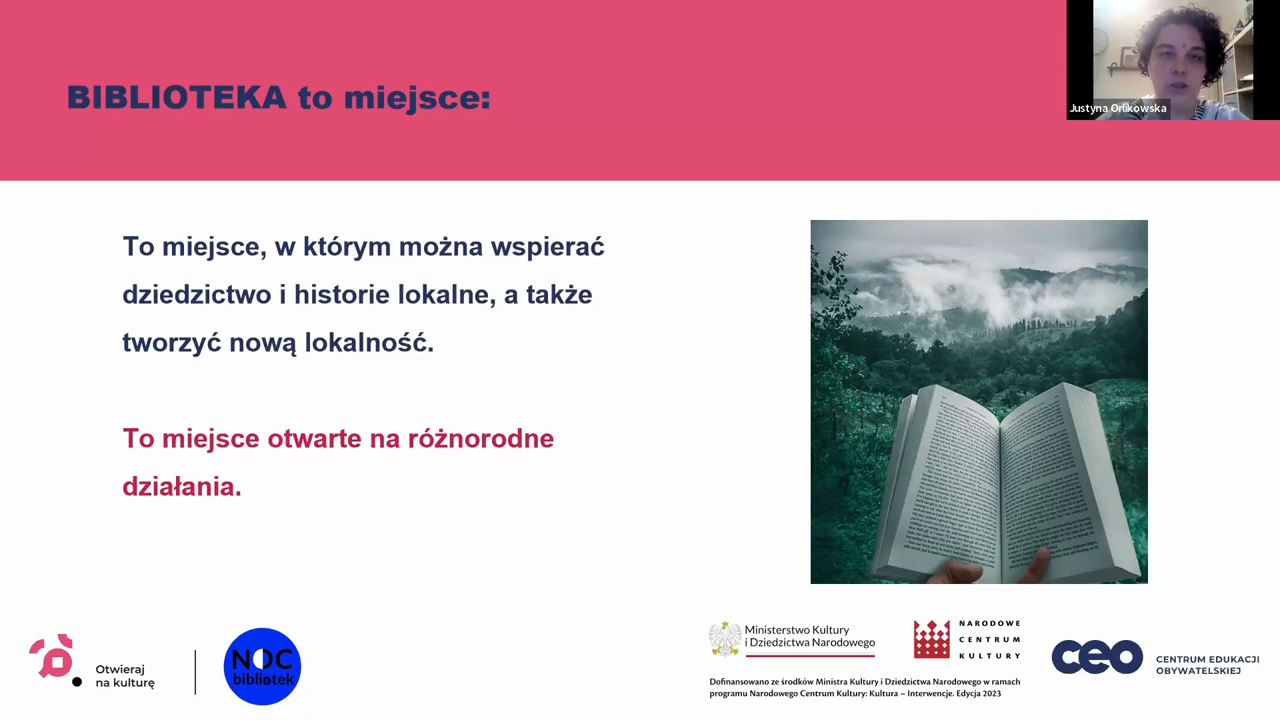 BIBLIOTEKA to miejsce:
Justyna Orlikowska
To miejsce, w którym można wspierać
dziedzictwo i historie lokalne, a także
tworzyć nową lokalność.
To miejsce otwarte na różnorodne
działania.
Otwieraj
na kulturę
NOC
bibliotek
Ministerstwo Kultury
i Dziedzictwa Narodowego
NARODOWE
CENTRUM
KULTURY
Dofinansowano ze środków Ministra Kultury i Dziedzictwa Narodowego w ramach
programu Narodowego Centrum Kultury: Kultura – Interwencje. Edycja 2023
ceo
CENTRUM EDUKACJI
OBYWATELSKIEJ